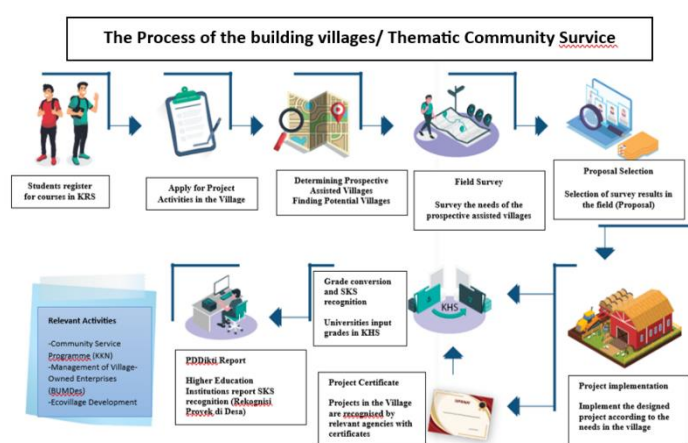 The Process of the building villages/ Thematic Community Survice
Students register
for courses in KRS
Apply for Project
Activities in the Village
Determining Prospective
Assisted Villages
Finding Potential Villages
Field Survey
Survey the needs of the
prospective assisted villages
Proposal Selection
Selection of survey results in
the field (Proposal)
Relevant Activities
-Community Service
Programme (KKN)
-Management of Village-
Owned Enterprises
(BUMDes)
-Ecovillage Development
PDDikti Report
Higher Education
Institutions report SKS
recognition (Rekognisi
Proyek di Desa)
Grade conversion
and SKS
recognition
Universities input
grades in KHS
KHS
Project Certificate
Projects in the Village
are recognised by
relevant agencies with
certificates
Project implementation
Implement the designed
project according to the
needs in the village